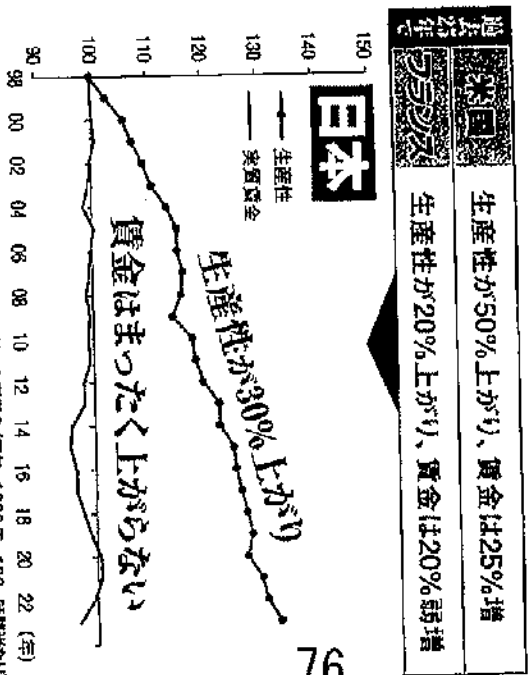 過去25年で
米国 生産性が50%上がり、賃金は25%増
フランス 生産性が20%上がり、賃金は20%弱増
日本
生産性
実質賃金
生産性が30%上がり
賃金はまったく上がらない
150
140
130
120
110
100
90
98 00 02 04 06 08 10 12 14 16 18 20 22 (年)
76